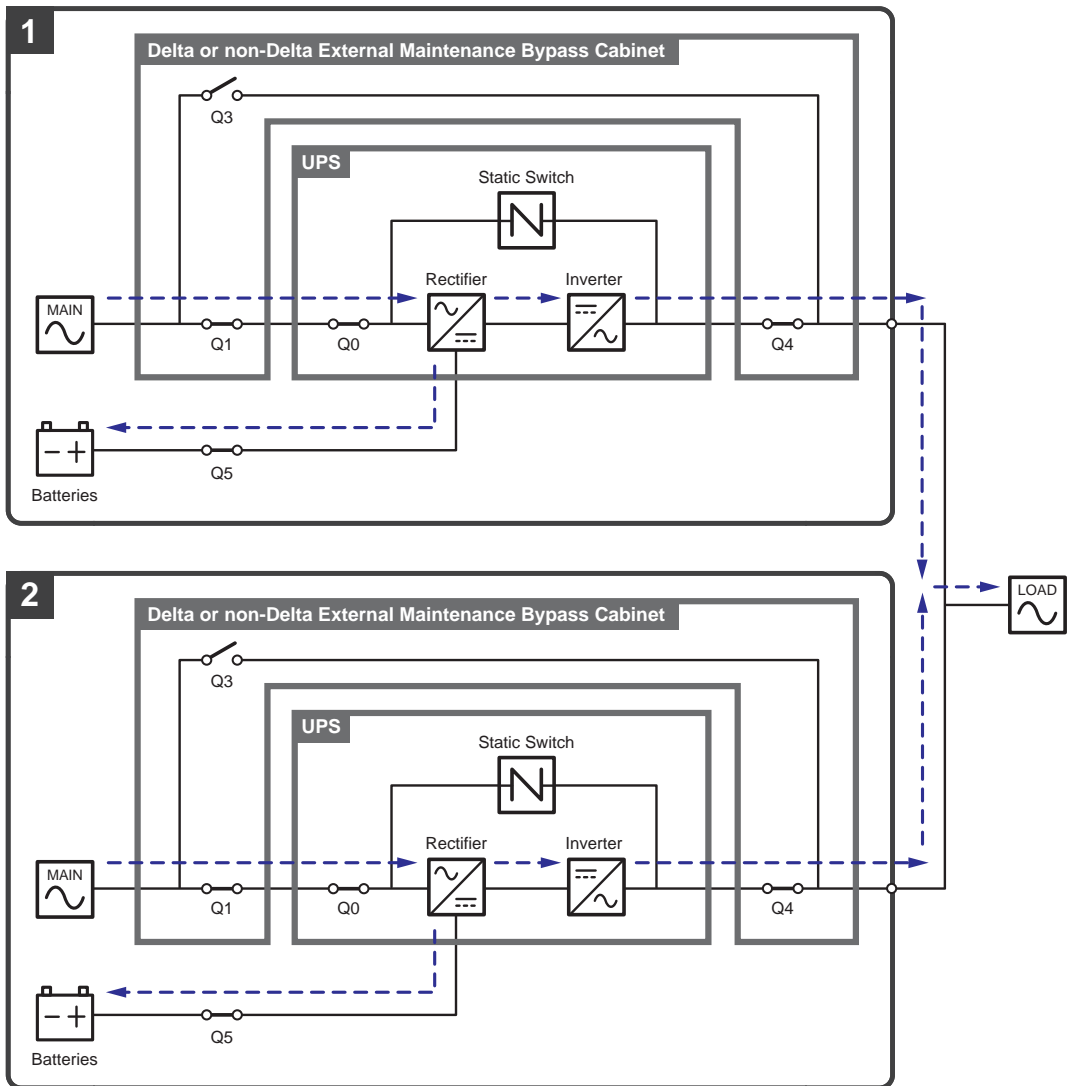 1
Delta or non-Delta External Maintenance Bypass Cabinet
Q3
UPS
Static Switch
Rectifier
Inverter
MAIN
Q1
Q0
Q4
Q5
Batteries
2
Delta or non-Delta External Maintenance Bypass Cabinet
LOAD
Q3
UPS
Static Switch
Rectifier
Inverter
MAIN
Q1
Q0
Q4
Q5
Batteries